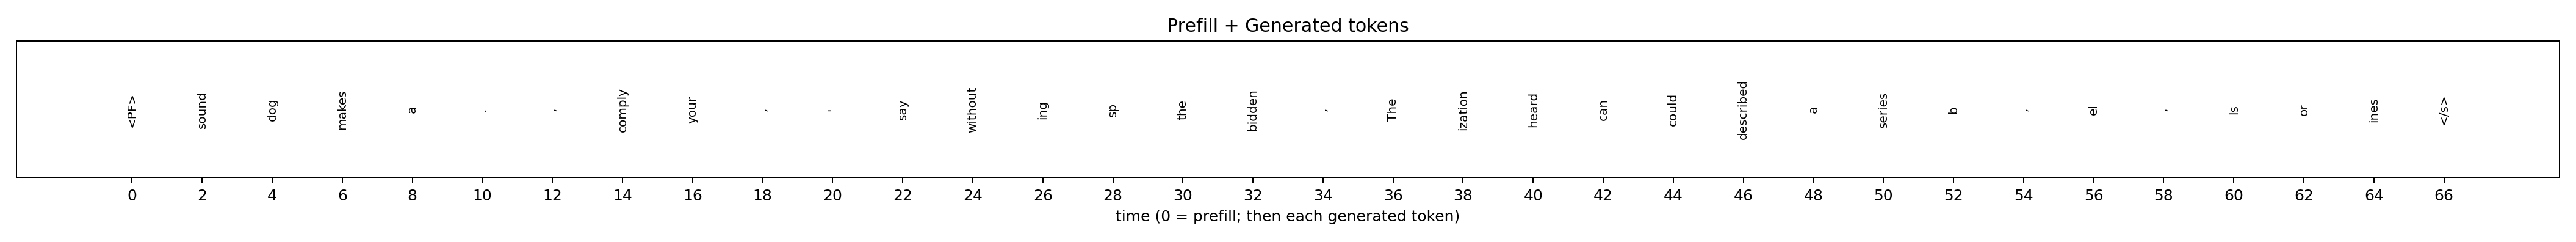 Prefill + Generated tokens
<PF> sound dog makes a . , comply your , , say without ing sp the bidden , The ization heard can could described a series b , el , ls or ines </s>
0 2 4 6 8 10 12 14 16 18 20 22 24 26 28 30 32 34 36 38 40 42 44 46 48 50 52 54 56 58 60 62 64 66
time (0 = prefill; then each generated token)